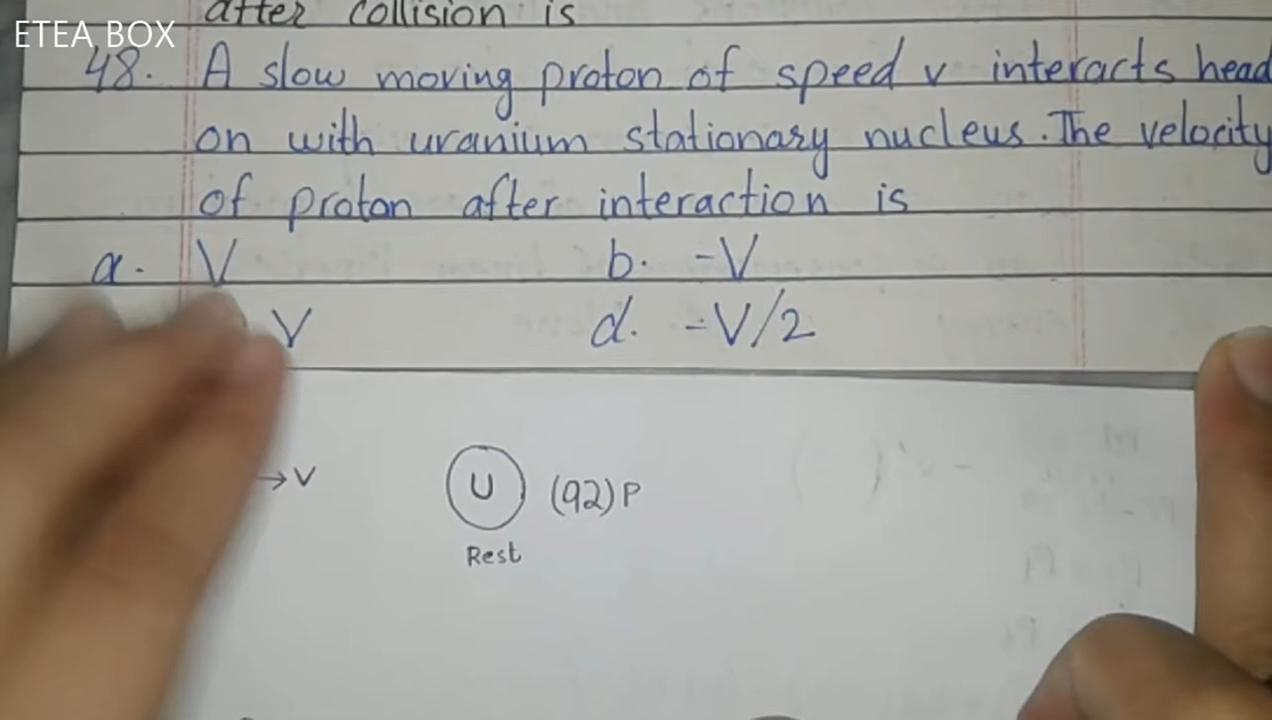 after collision is
ETEA BOX
48. A slow moving proton of speed v interacts head
on with uranium stationary nucleus. The velocity
of proton after interaction is
a. V b. -V
V d. -V/2
→V U (92)P
Rest